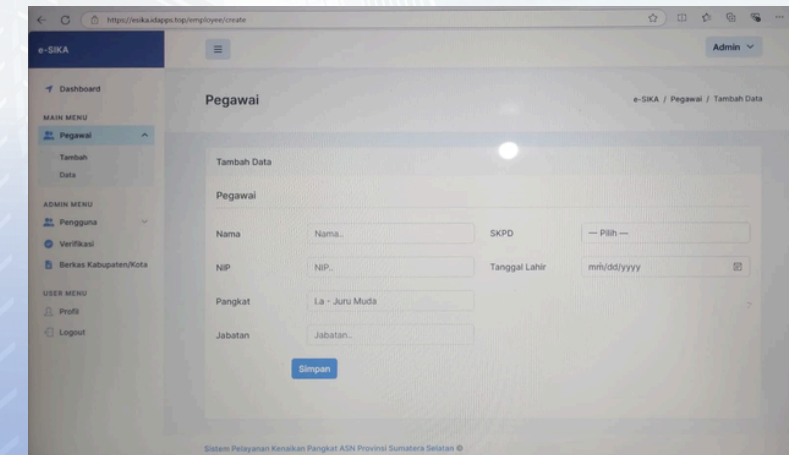 https://esika.idapps.top/employee/create
e-SIKA
Admin
Dashboard
MAIN MENU
Pegawai
Tambah
Data
ADMIN MENU
Pengguna
Verifikasi
Berkas Kabupaten/Kota
USER MENU
Profil
Logout
Pegawai
e-SIKA / Pegawai / Tambah Data
Tambah Data
Pegawai
Nama
Nama..
SKPD
--- Pilih ---
NIP
NIP..
Tanggal Lahir
mm/dd/yyyy
Pangkat
I.a - Juru Muda
Jabatan
Jabatan..
Simpan
Sistem Pelayanan Kenaikan Pangkat ASN Provinsi Sumatera Selatan ©